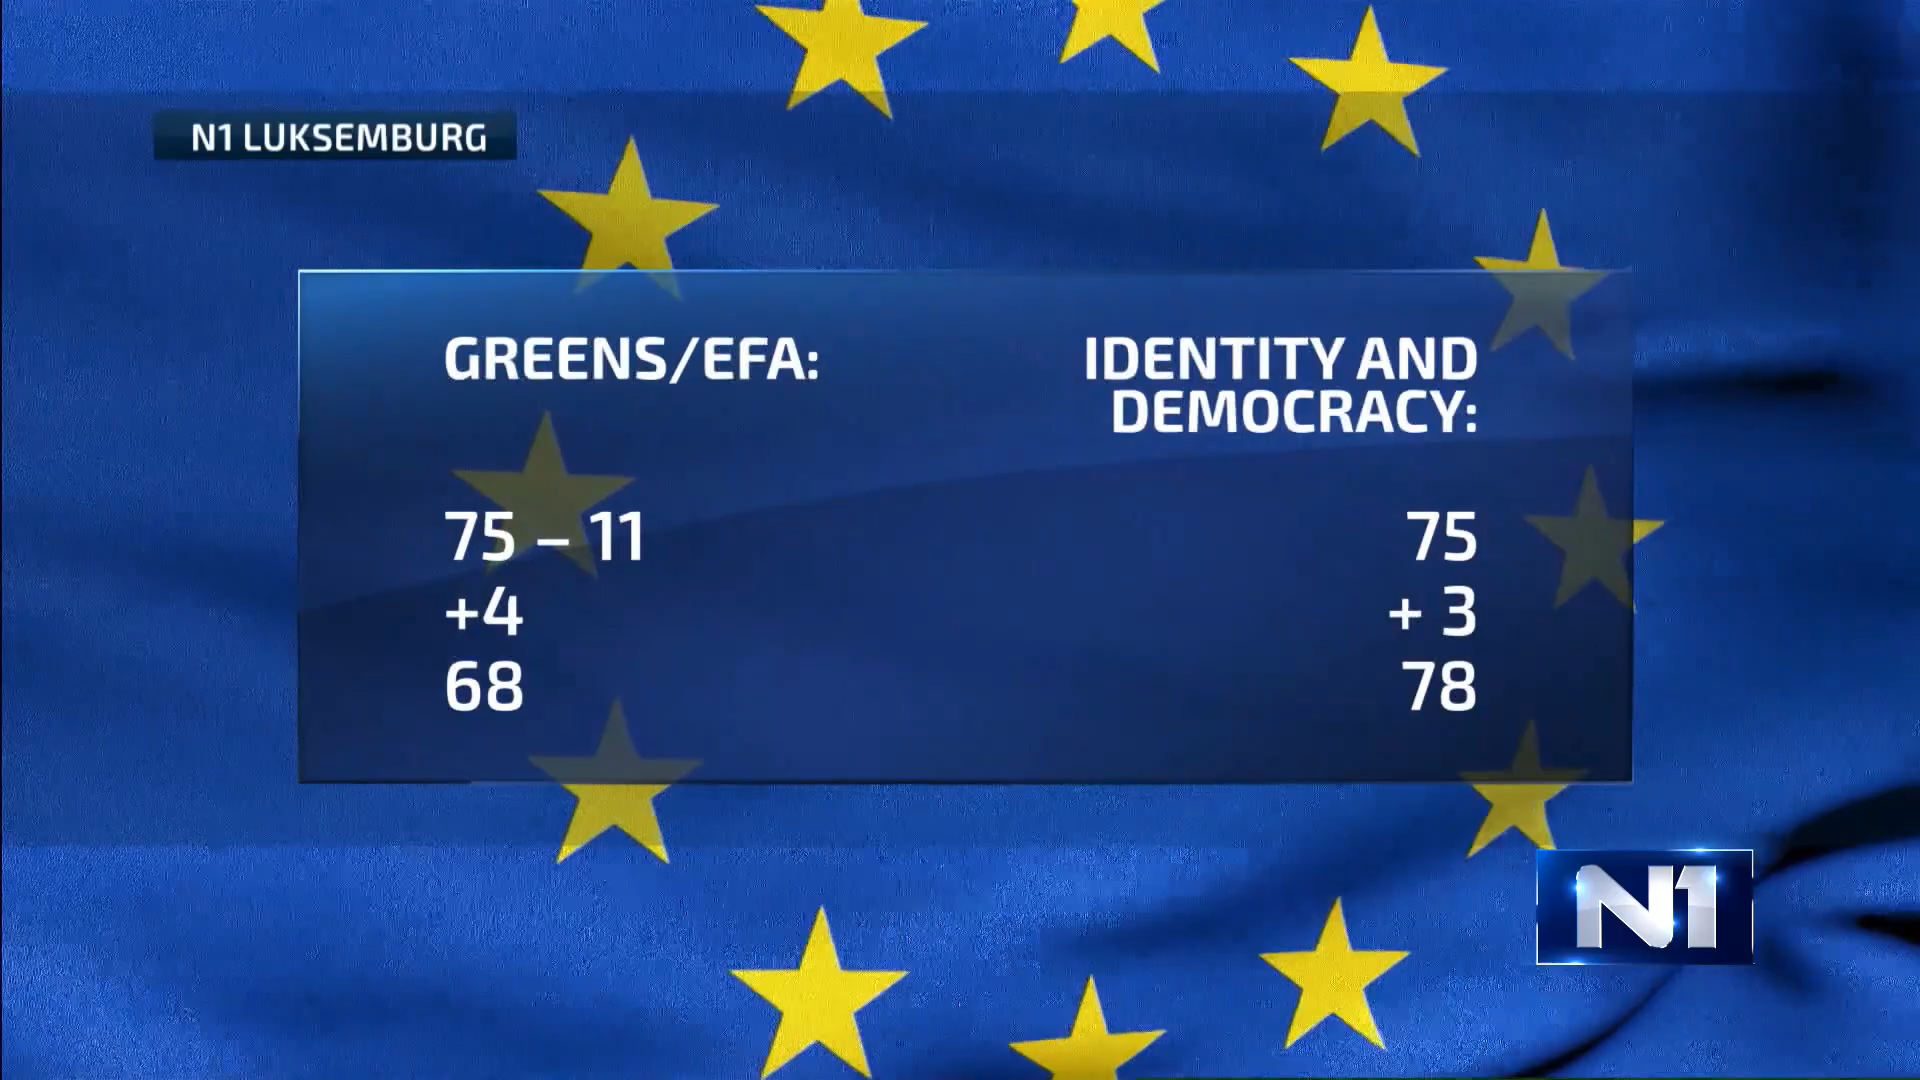 N1 LUKSEMBURG
GREENS/EFA:
75 – 11
+4
68
IDENTITY AND
DEMOCRACY:
75
+ 3
78
N1